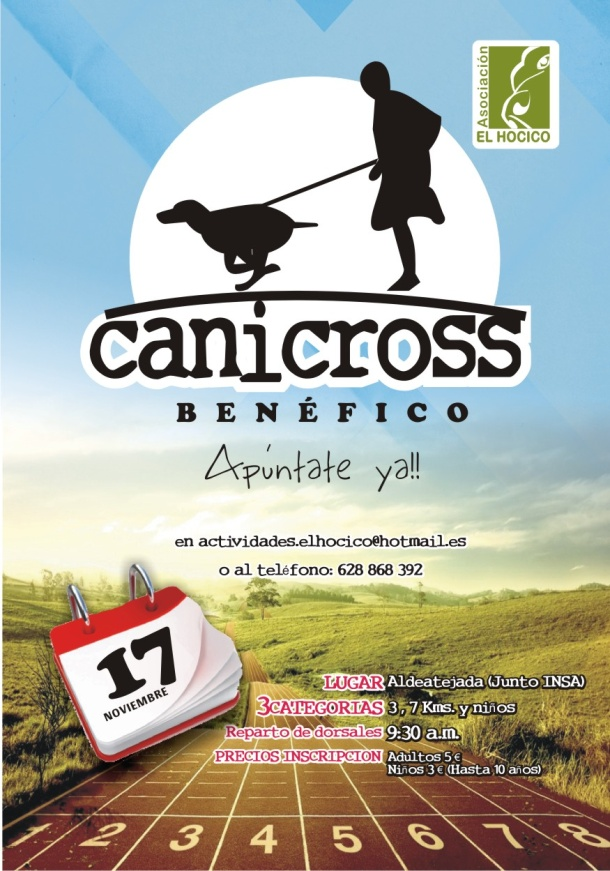 Asociación
EL HOCICO
canicross
BENÉFICO
Apúntate ya!!
en actividades.elhocico@hotmail.es
o al teléfono: 628 868 392
17
NOVIEMBRE
LUGAR Aldeatejada (Junto INSA)
3CATEGORIAS 3 , 7 Kms. y niños
Reparto de dorsales 9:30 a.m.
PRECIOS INSCRIPCION Adultos 5 €
Niños 3 € (Hasta 10 años)
1 2 3 4 5 6 7 8